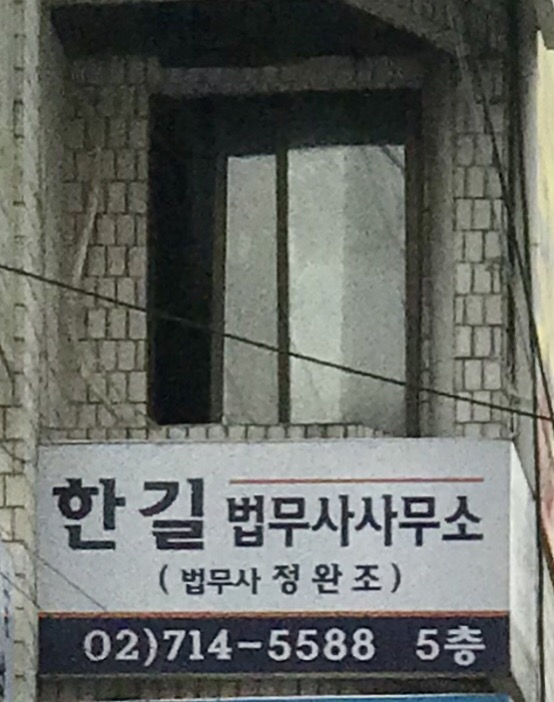 한길 법무사사무소
( 법무사 정완조 )
02)714-5588 5층